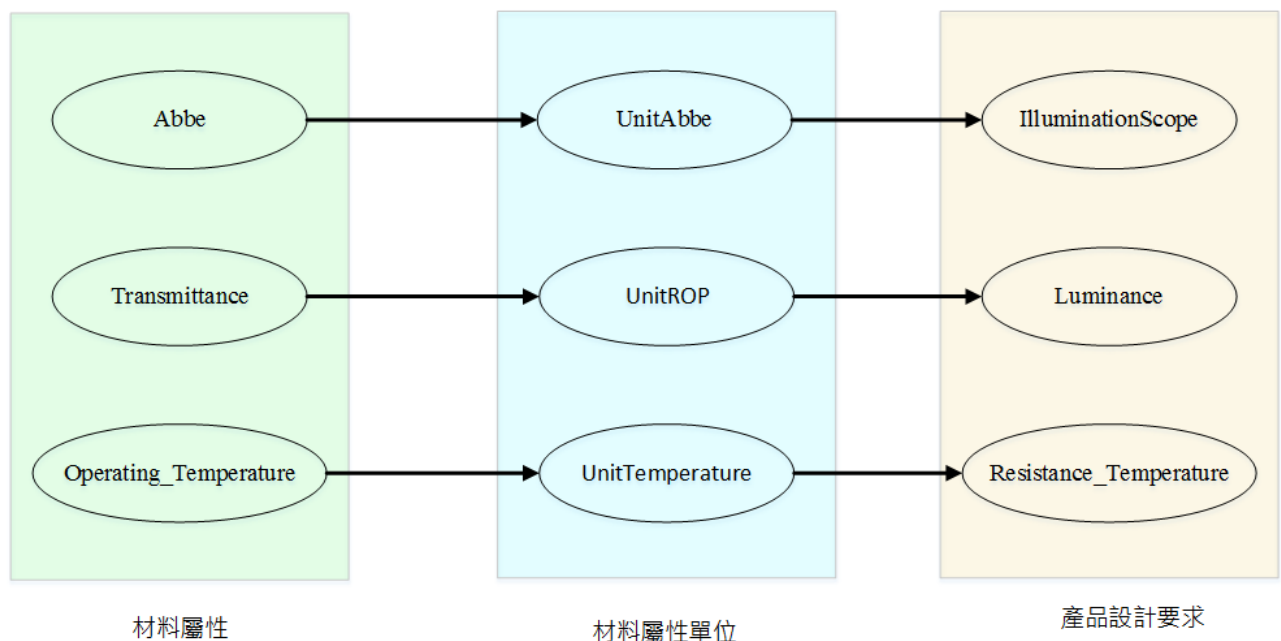 Abbe
UnitAbbe
IlluminationScope
Transmittance
UnitROP
Luminance
Operating_Temperature
UnitTemperature
Resistance_Temperature
材料屬性
材料屬性單位
產品設計要求